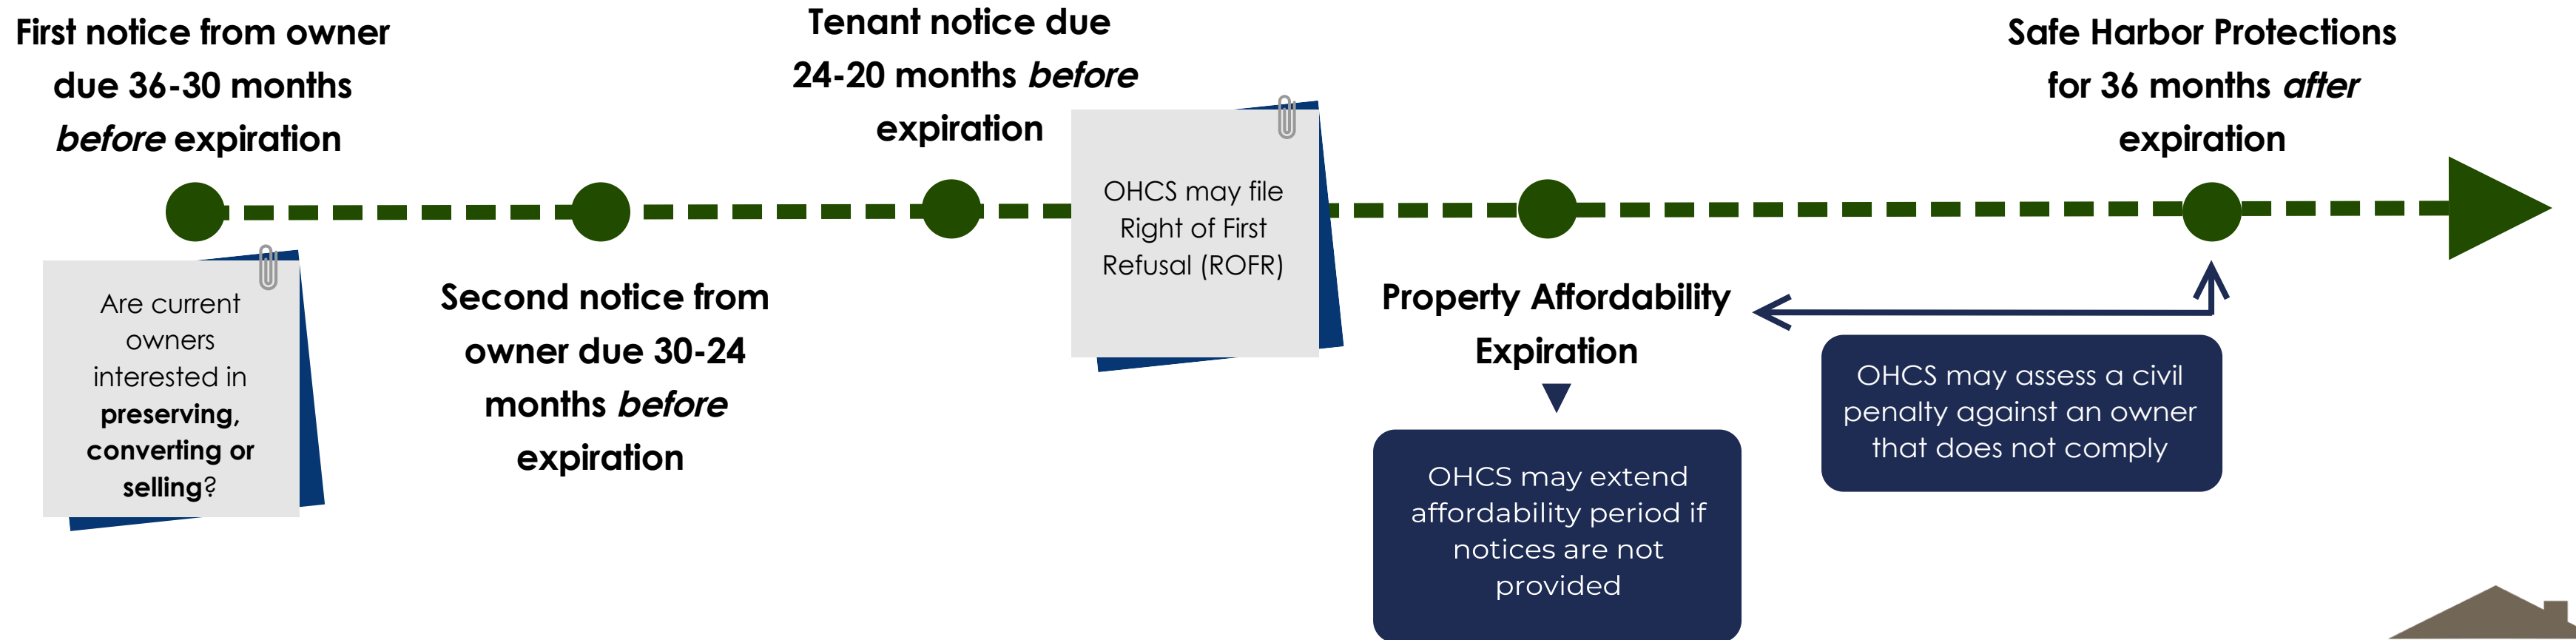 First notice from owner
due 36-30 months
before expiration
Are current
owners
interested in
preserving,
converting or
selling?
Second notice from
owner due 30-24
months before
expiration
Tenant notice due
24-20 months before
expiration
OHCS may file
Right of First
Refusal (ROFR)
Property Affordability
Expiration
OHCS may extend
affordability period if
notices are not
provided
Safe Harbor Protections
for 36 months after
expiration
OHCS may assess a civil
penalty against an owner
that does not comply